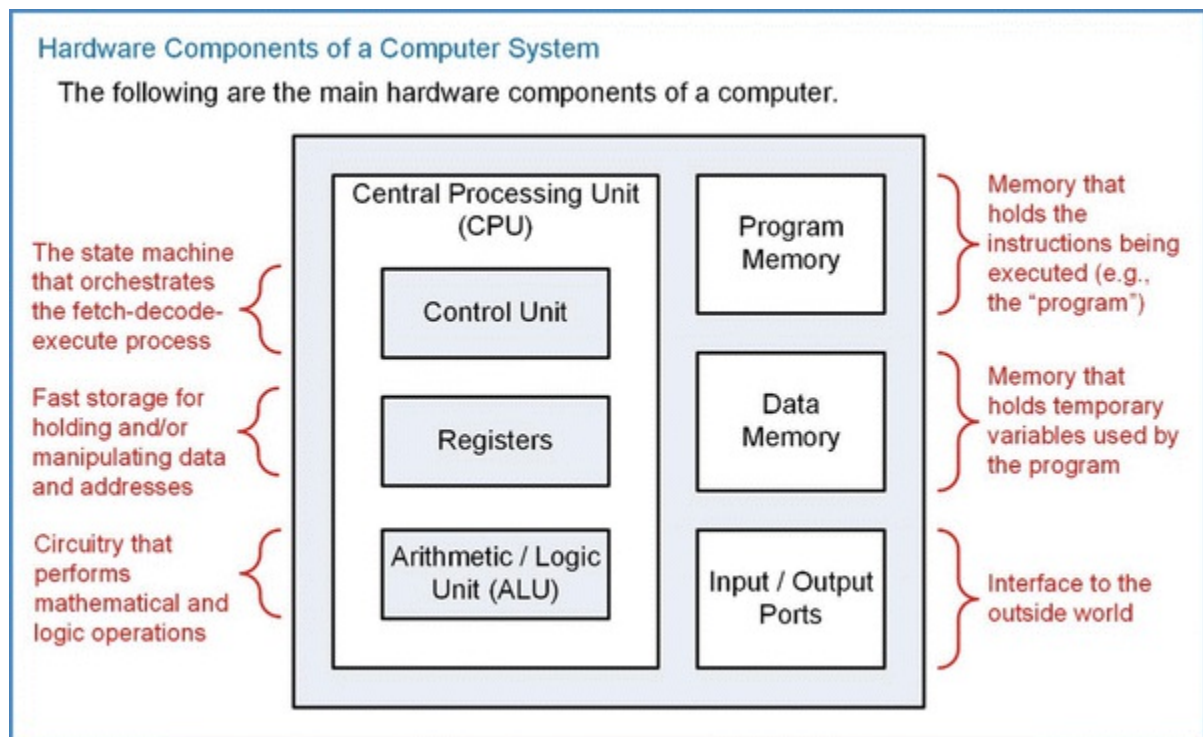 Hardware Components of a Computer System
The following are the main hardware components of a computer.
Central Processing Unit
(CPU)
The state machine
that orchestrates
the fetch-decode-
execute process
Control Unit
Fast storage for
holding and/or
manipulating data
and addresses
Registers
Circuitry that
performs
mathematical and
logic operations
Arithmetic / Logic
Unit (ALU)
Program
Memory
Memory that
holds the
instructions being
executed (e.g.,
the “program”)
Data
Memory
Memory that
holds temporary
variables used by
the program
Input / Output
Ports
Interface to the
outside world